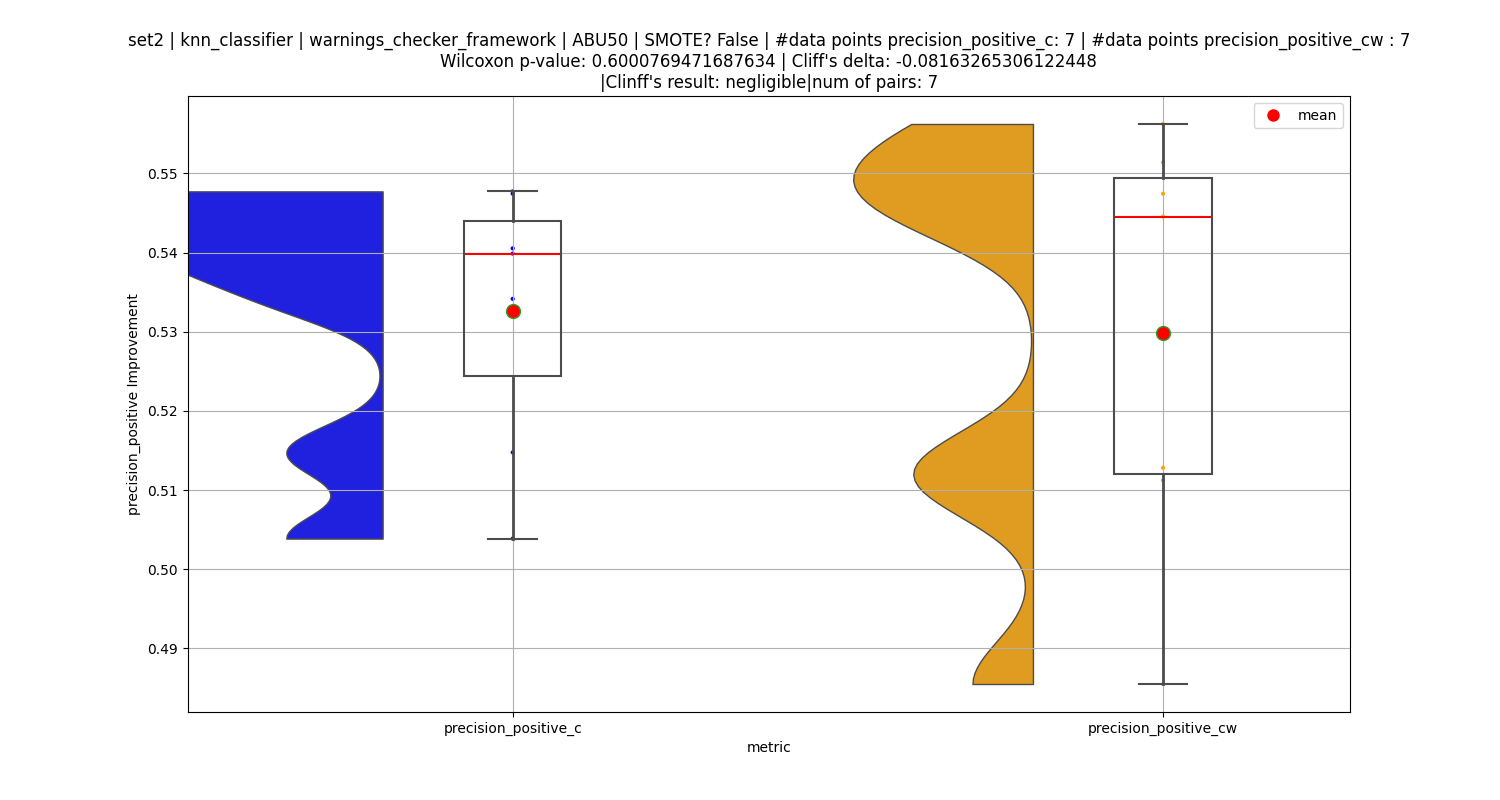 set2 | knn_classifier | warnings_checker_framework | ABU50 | SMOTE? False | #data points precision_positive_c: 7 | #data points precision_positive_cw : 7
Wilcoxon p-value: 0.6000769471687634 | Cliff's delta: -0.08163265306122448
|Clinff's result: negligible|num of pairs: 7
mean
0.55
0.54
0.53
0.52
0.51
0.50
0.49
precision_positive Improvement
precision_positive_c
precision_positive_cw
metric